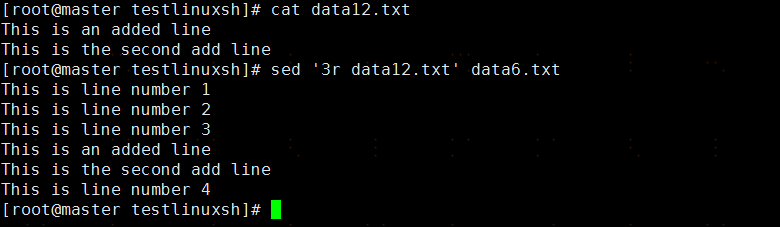 [root@master testlinuxsh]# cat data12.txt
This is an added line
This is the second add line
[root@master testlinuxsh]# sed '3r data12.txt' data6.txt
This is line number 1
This is line number 2
This is line number 3
This is an added line
This is the second add line
This is line number 4
[root@master testlinuxsh]#